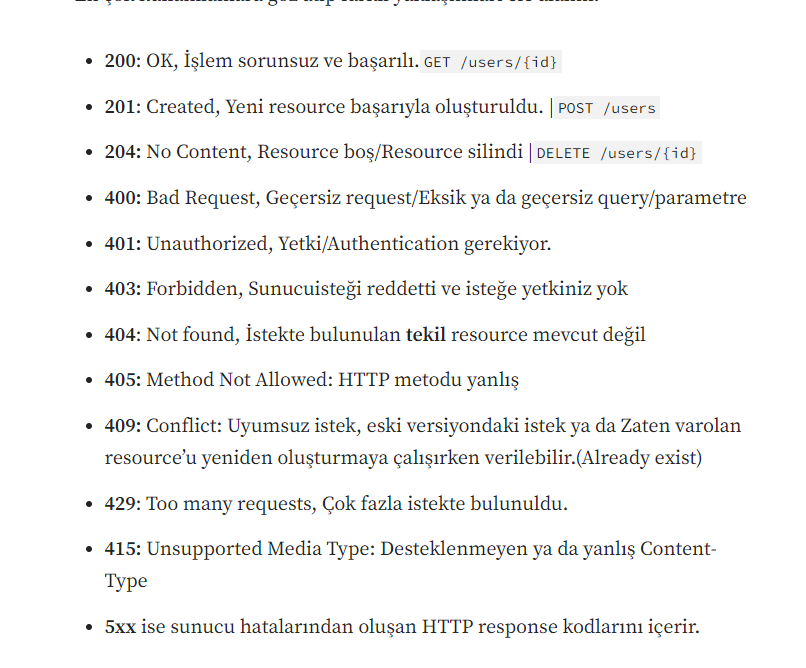 200: OK, İşlem sorunsuz ve başarılı. GET /users/{id}
201: Created, Yeni resource başarıyla oluşturuldu. | POST /users
204: No Content, Resource boş/Resource silindi | DELETE /users/{id}
400: Bad Request, Geçersiz request/Eksik ya da geçersiz query/parametre
401: Unauthorized, Yetki/Authentication gerekiyor.
403: Forbidden, Sunucuisteği reddetti ve isteğe yetkiniz yok
404: Not found, İstekte bulunulan tekil resource mevcut değil
405: Method Not Allowed: HTTP metodu yanlış
409: Conflict: Uyumsuz istek, eski versiyondaki istek ya da Zaten varolan
resource’u yeniden oluşturmaya çalışırken verilebilir.(Already exist)
429: Too many requests, Çok fazla istekte bulunuldu.
415: Unsupported Media Type: Desteklenmeyen ya da yanlış Content-
Type
5xx ise sunucu hatalarından oluşan HTTP response kodlarını içerir.